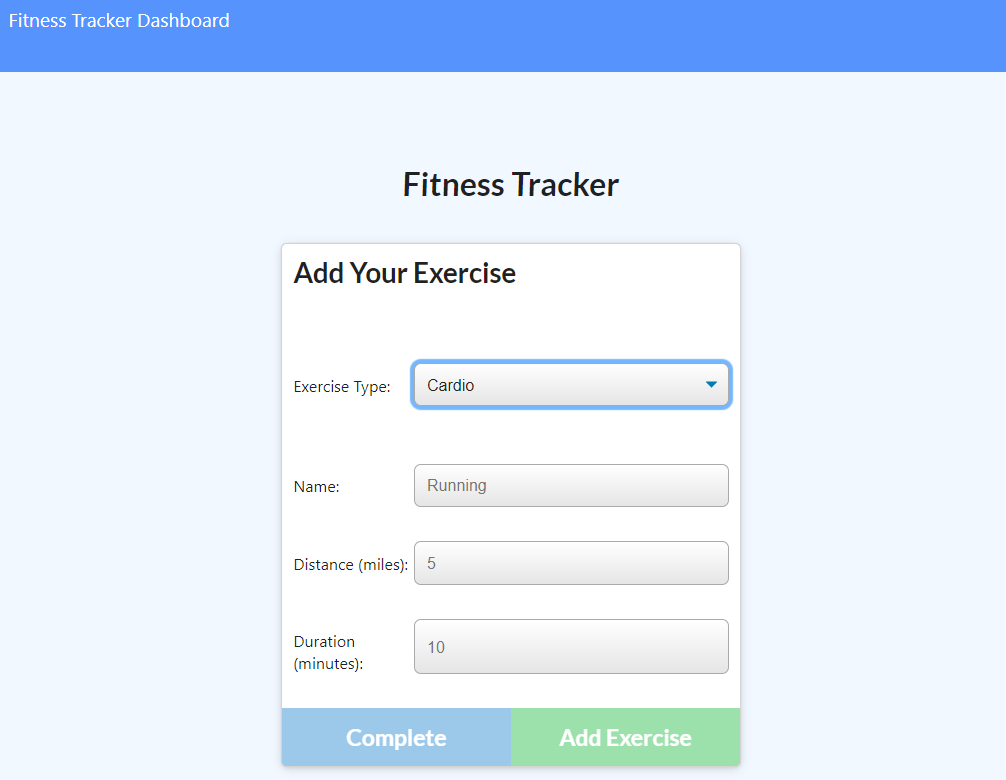 Fitness Tracker Dashboard
Fitness Tracker
Add Your Exercise
Exercise Type: Cardio
Name: Running
Distance (miles): 5
Duration
(minutes): 10
Complete Add Exercise